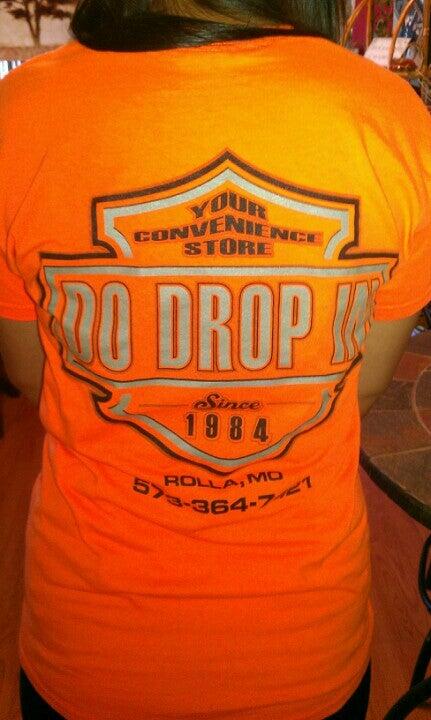 YOUR
CONVENIENCE
STORE
DO DROP IN
Since
1984
ROLLA, MO